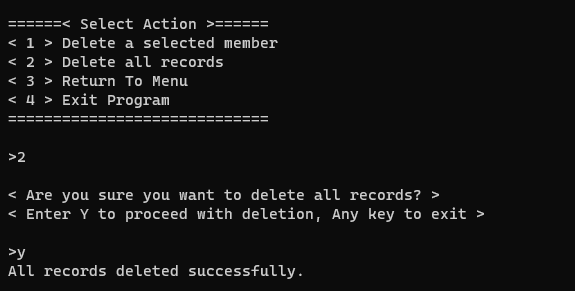 ======< Select Action >======
< 1 > Delete a selected member
< 2 > Delete all records
< 3 > Return To Menu
< 4 > Exit Program
=============================
>2
< Are you sure you want to delete all records? >
< Enter Y to proceed with deletion, Any key to exit >
>y
All records deleted successfully.